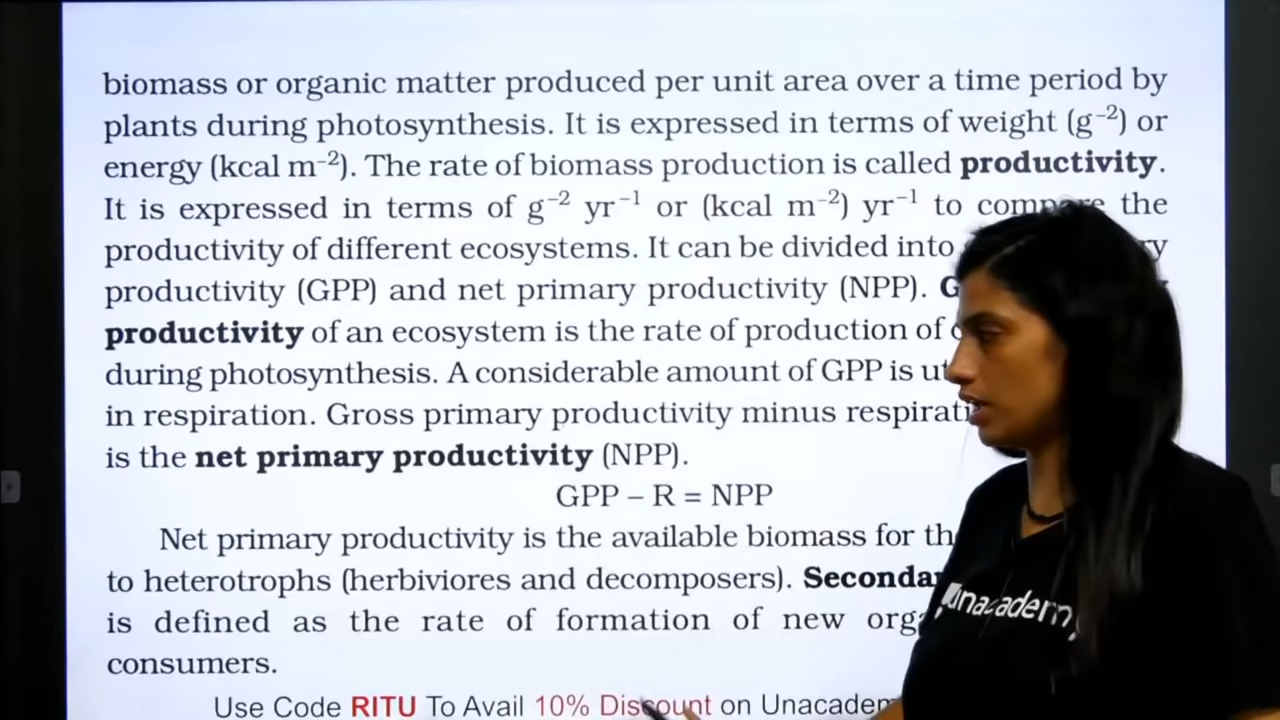 biomass or organic matter produced per unit area over a time period by
plants during photosynthesis. It is expressed in terms of weight (g⁻²) or
energy (kcal m⁻²). The rate of biomass production is called productivity.
It is expressed in terms of g⁻² yr⁻¹ or (kcal m⁻²) yr⁻¹ to compare the
productivity of different ecosystems. It can be divided into
productivity (GPP) and net primary productivity (NPP).
productivity of an ecosystem is the rate of production of
during photosynthesis. A considerable amount of GPP is
in respiration. Gross primary productivity minus
is the net primary productivity (NPP).
GPP – R = NPP
Net primary productivity is the available biomass for
to heterotrophs (herbiviores and decomposers).
is defined as the rate of formation of new
consumers.
unacademy
Use Code RITU To Avail 10% Discount on